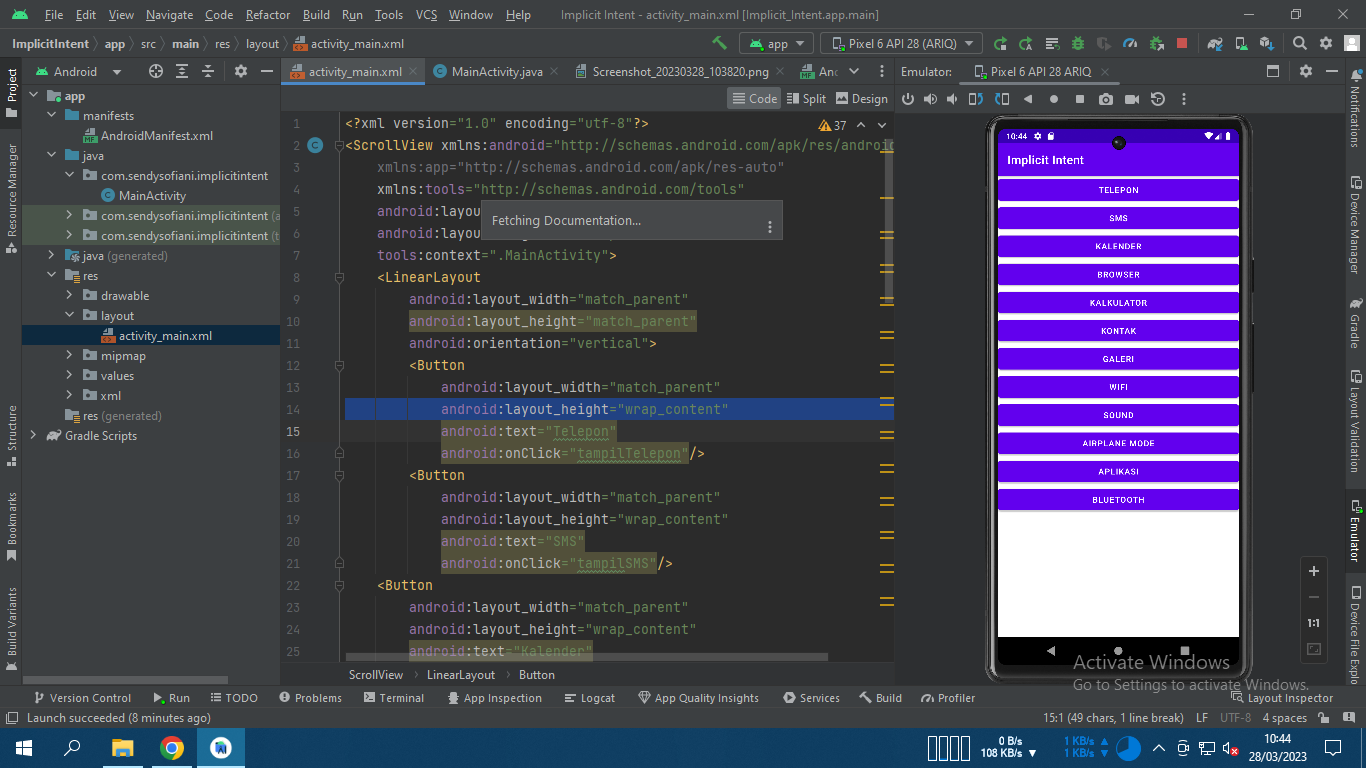 File Edit View Navigate Code Refactor Build Run Tools VCS Window Help Implicit Intent - activity_main.xml [Implicit_Intent.app.main]
ImplicitIntent app src main res layout activity_main.xml app Pixel 6 API 28 (ARIQ)
Android activity_main.xml MainActivity.java Screenshot_20230328_103820.png Emulator: Pixel 6 API 28 ARIQ
Code Split Design
Project
Resource Manager
Structure
Bookmarks
Build Variants
app
manifests
AndroidManifest.xml
java
com.sendysofiani.implicitintent
MainActivity
com.sendysofiani.implicitintent
com.sendysofiani.implicitintent
java (generated)
res
drawable
layout
activity_main.xml
mipmap
values
xml
res (generated)
Gradle Scripts
37
1 <?xml version="1.0" encoding="utf-8"?>
2 <ScrollView xmlns:android="http://schemas.android.com/apk/res/android
3 xmlns:app="http://schemas.android.com/apk/res-auto"
4 xmlns:tools="http://schemas.android.com/tools"
5 android:layou
6 android:layou
Fetching Documentation...
7 tools:context=".MainActivity">
8 <LinearLayout
9 android:layout_width="match_parent"
10 android:layout_height="match_parent"
11 android:orientation="vertical">
12 <Button
13 android:layout_width="match_parent"
14 android:layout_height="wrap_content"
15 android:text="Telepon"
16 android:onClick="tampilTelepon"/>
17 <Button
18 android:layout_width="match_parent"
19 android:layout_height="wrap_content"
20 android:text="SMS"
21 android:onClick="tampilSMS"/>
22 <Button
23 android:layout_width="match_parent"
24 android:layout_height="wrap_content"
25 android:text="Kalender"
ScrollView LinearLayout Button
10:44
Implicit Intent
TELEPON
SMS
KALENDER
BROWSER
KALKULATOR
KONTAK
GALERI
WIFI
SOUND
AIRPLANE MODE
APLIKASI
BLUETOOTH
1:1
Notifications
Device Manager
Gradle
Layout Validation
Emulator
Device File Explo
Activate Windows
Go to Settings to activate Windows.
Version Control Run TODO Problems Terminal App Inspection Logcat App Quality Insights Services Build Profiler Layout Inspector
Launch succeeded (8 minutes ago) 15:1 (49 chars, 1 line break) LF UTF-8 4 spaces
0 B/s 1 KB/s 10:44
108 KB/s 1 KB/s 28/03/2023